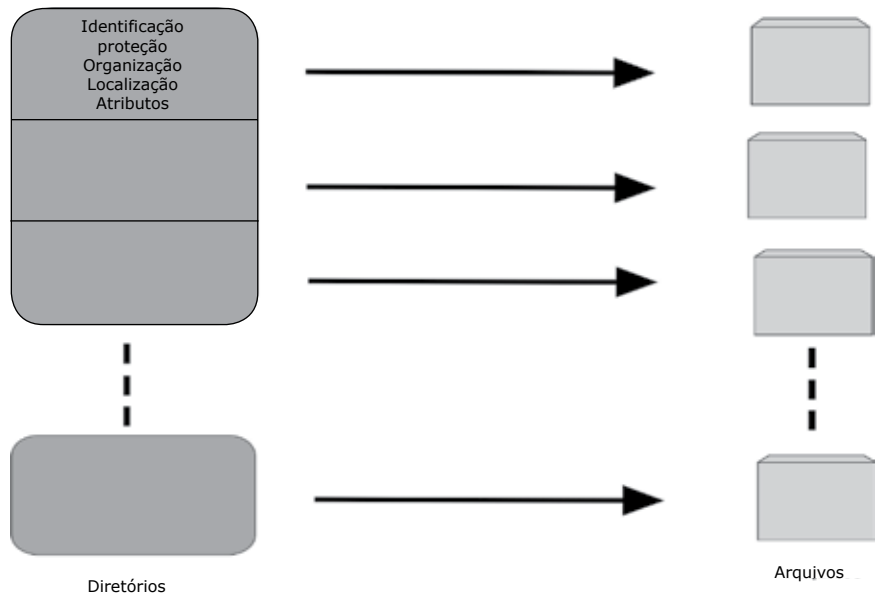 Identificação
proteção
Organização
Localização
Atributos
Diretórios
Arquivos